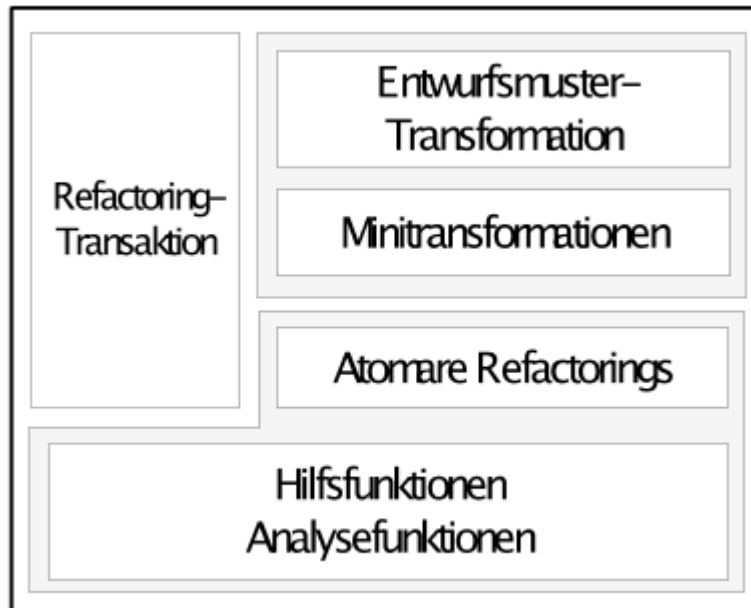 Refactoring–
Transaktion
Entwurfsmuster–
Transformation
Minitransformationen
Atomare Refactorings
Hilfsfunktionen
Analysefunktionen